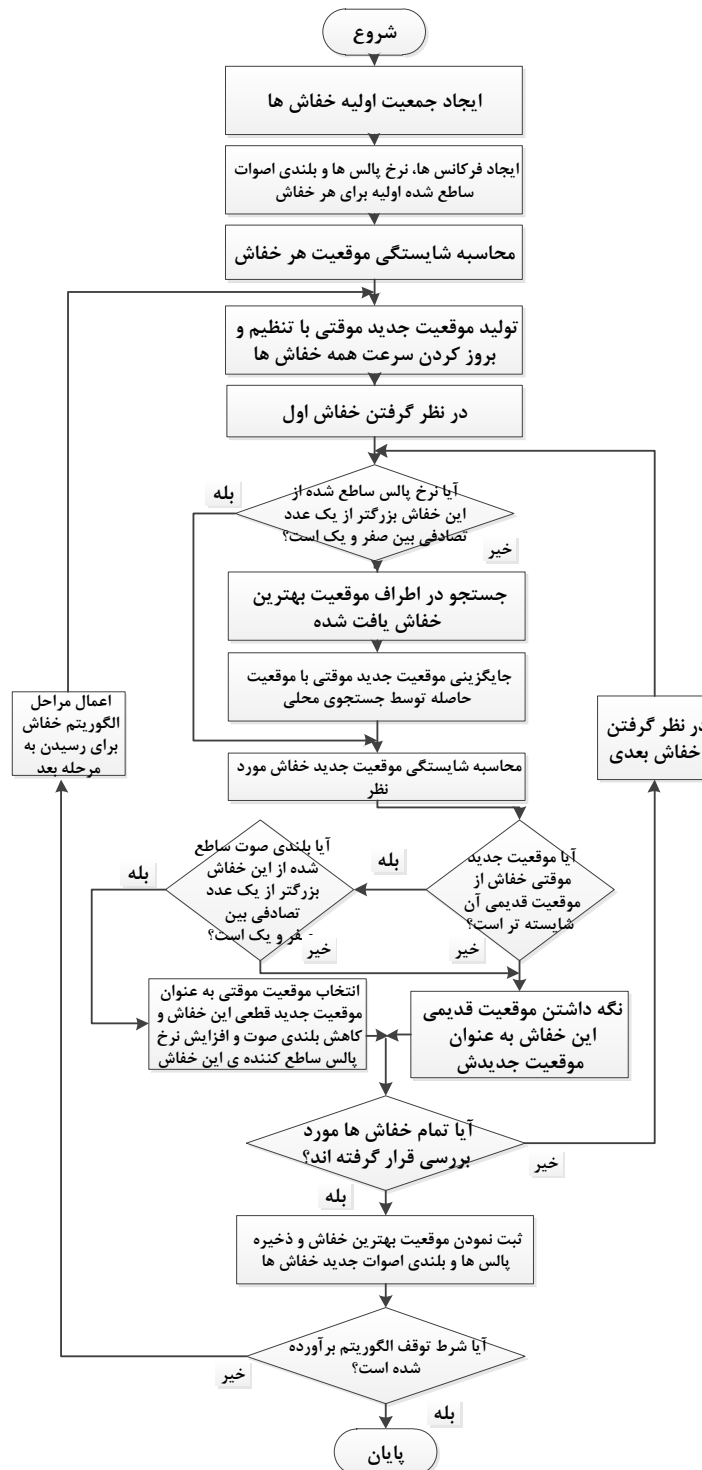 شروع
ایجاد جمعیت اولیه خفاش ها
ایجاد فرکانس ها، نرخ پالس ها و بلندی اصوات
ساطع شده اولیه برای هر خفاش
محاسبه شایستگی موقعیت هر خفاش
تولید موقعیت جدید موقتی با تنظیم و
بروز کردن سرعت همه خفاش ها
در نظر گرفتن خفاش اول
آیا نرخ پالس ساطع شده از
این خفاش بزرگتر از یک عدد
تصادفی بین صفر و یک است؟
بله
خیر
جستجو در اطراف موقعیت بهترین
خفاش یافت شده
جایگزینی موقعیت جدید موقتی با موقعیت
حاصله توسط جستجوی محلی
در نظر گرفتن
خفاش بعدی
اعمال مراحل
الگوریتم خفاش
برای رسیدن به
مرحله بعد
محاسبه شایستگی موقعیت جدید خفاش مورد
نظر
آیا موقعیت جدید
موقتی خفاش از
موقعیت قدیمی آن
شایسته تر است؟
بله
خیر
آیا بلندی صوت ساطع
شده از این خفاش
بزرگتر از یک عدد
تصادفی بین
صفر و یک است؟
بله
خیر
نگه داشتن موقعیت قدیمی
این خفاش به عنوان
موقعیت جدیدش
انتخاب موقعیت موقتی به عنوان
موقعیت جدید قطعی این خفاش و
کاهش بلندی صوت و افزایش نرخ
پالس ساطع کننده ی این خفاش
آیا تمام خفاش ها مورد
بررسی قرار گرفته اند؟
خیر
بله
ثبت نمودن موقعیت بهترین خفاش و ذخیره
پالس ها و بلندی اصوات جدید خفاش ها
آیا شرط توقف الگوریتم برآورده
شده است؟
خیر
بله
پایان